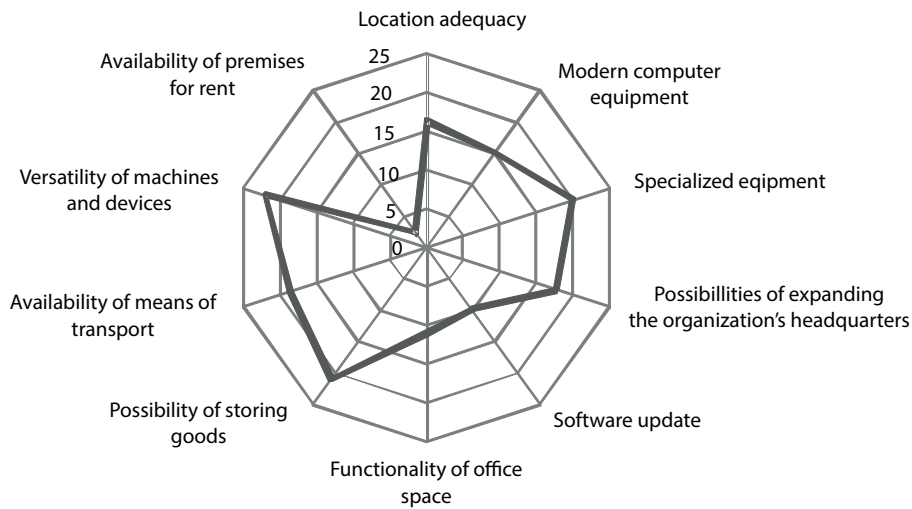 Location adequacy
25
20
15
10
5
0
Modern computer
equipment
Specialized eqipment
Possibillities of expanding
the organization's headquarters
Software update
Functionality of office
space
Possibility of storing
goods
Availability of means of
transport
Versatility of machines
and devices
Availability of premises
for rent